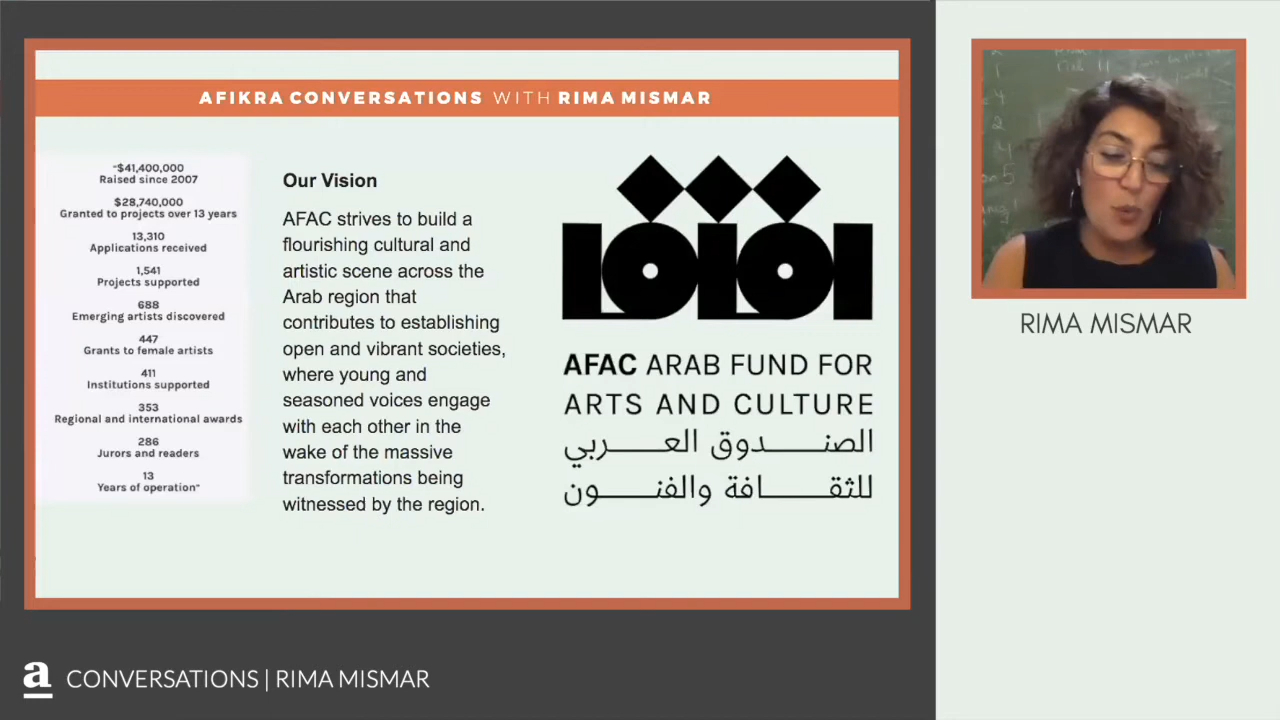 AFIKRA CONVERSATIONS WITH RIMA MISMAR
"$41,400,000
Raised since 2007
$28,740,000
Granted to projects over 13 years
13,310
Applications received
1,541
Projects supported
688
Emerging artists discovered
447
Grants to female artists
411
Institutions supported
353
Regional and international awards
286
Jurors and readers
13
Years of operation"
Our Vision
AFAC strives to build a
flourishing cultural and
artistic scene across the
Arab region that
contributes to establishing
open and vibrant societies,
where young and
seasoned voices engage
with each other in the
wake of the massive
transformations being
witnessed by the region.
AFAC ARAB FUND FOR
ARTS AND CULTURE
الصنـــدوق العـــربي
للثقـــافة والفنـــون
RIMA MISMAR
a CONVERSATIONS | RIMA MISMAR